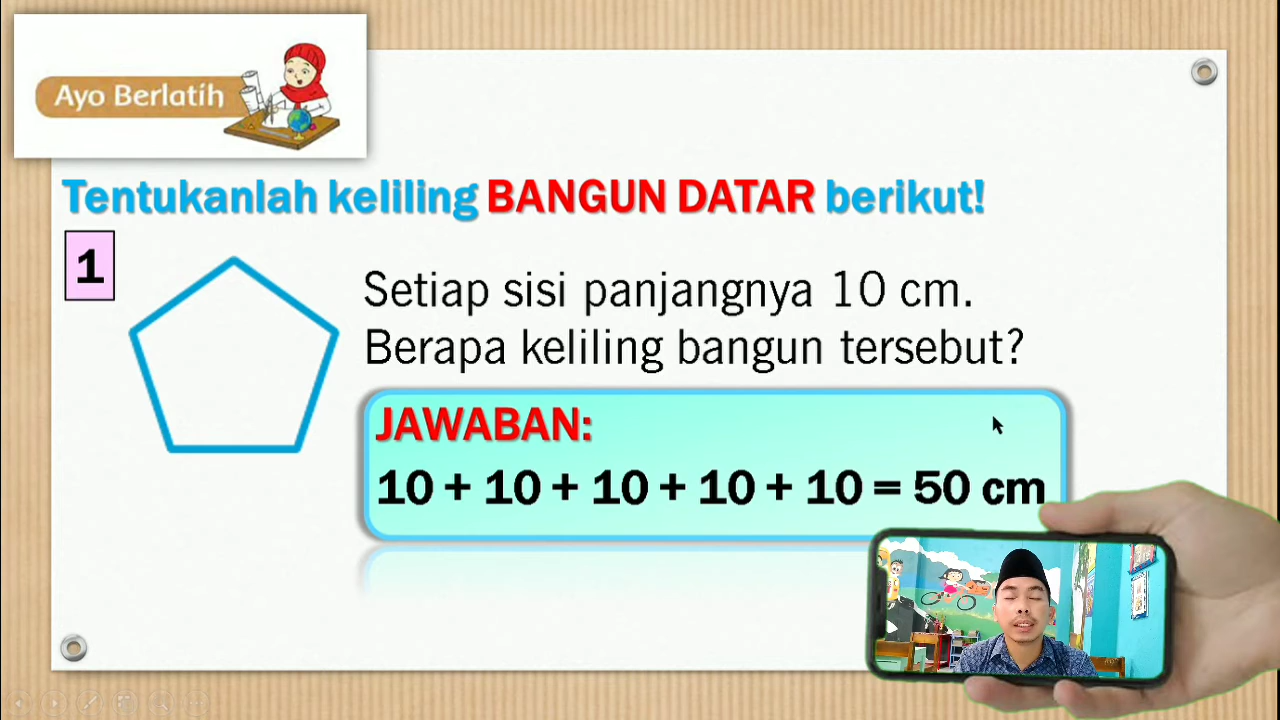 Ayo Berlatih
Tentukanlah keliling BANGUN DATAR berikut!
1
Setiap sisi panjangnya 10 cm.
Berapa keliling bangun tersebut?
JAWABAN:
10 + 10 + 10 + 10 + 10 = 50 cm